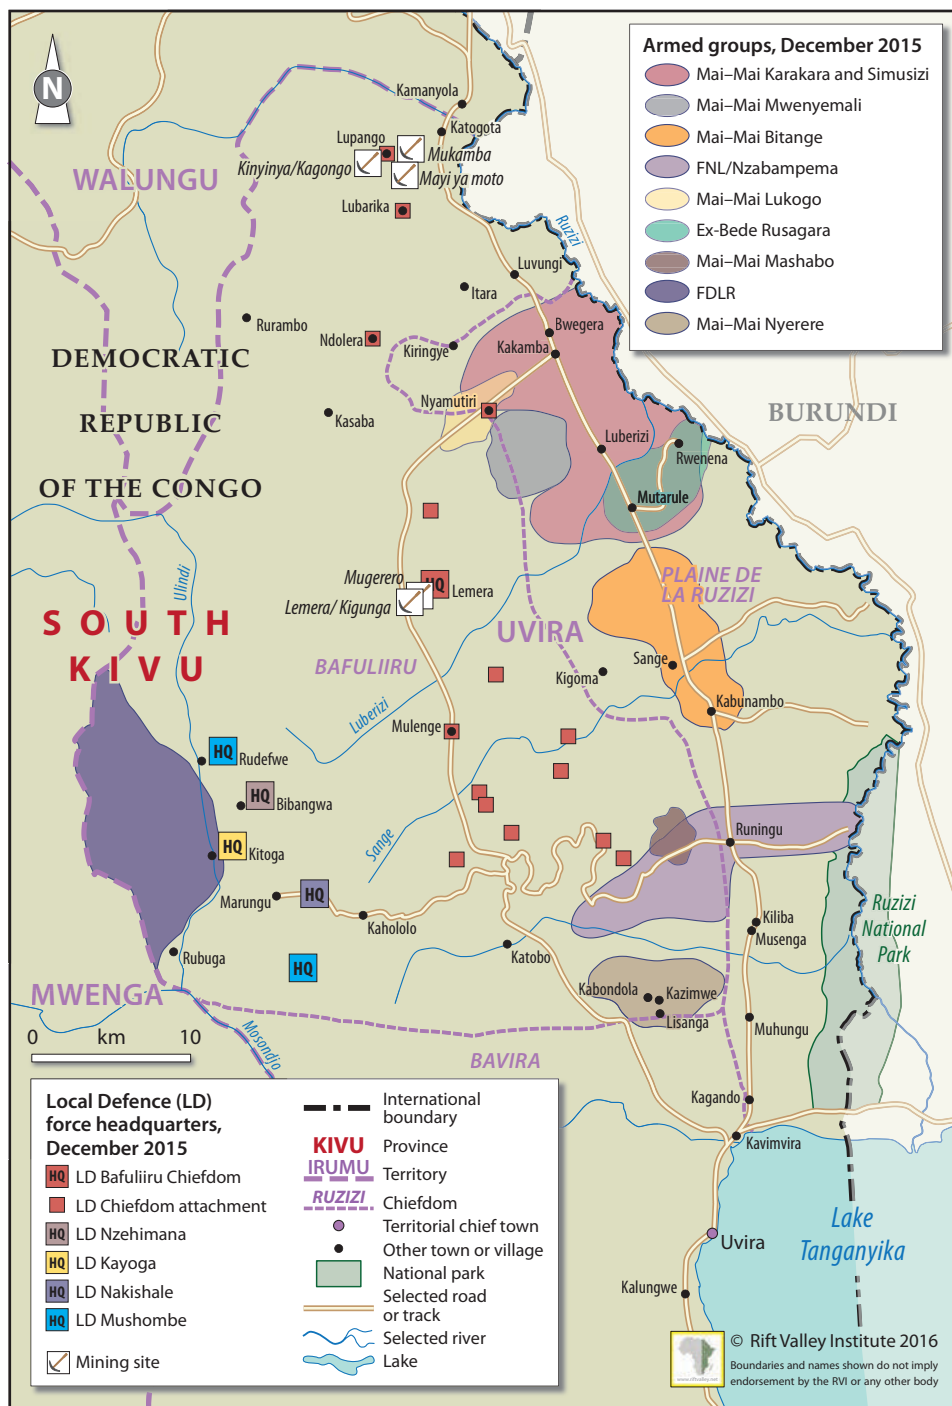 N
Armed groups, December 2015
Mai–Mai Karakara and Simusizi
Mai–Mai Mwenyemali
Mai–Mai Bitange
FNL/Nzabampema
Mai–Mai Lukogo
Ex-Bede Rusagara
Mai–Mai Mashabo
FDLR
Mai–Mai Nyerere
Kamanyola
Katogota
Lupango
Mukamba
Kinyinya/Kagongo
Mayi ya moto
WALUNGU
Lubarika
Ruzizi
Luvungi
Itara
Rurambo
Bwegera
Ndolera
Kiringye
Kakamba
DEMOCRATIC
REPUBLIC
OF THE CONGO
BURUNDI
Nyamutiri
Kasaba
Luberizi
Rwenena
Mutarule
Ulindi
Mugerero
HQ
Lemera
Lemera/ Kigunga
PLAINE DE
LA RUZIZI
SOUTH
KIVU
UVIRA
BAFULIIRU
Sange
Kigoma
Kabunambo
Luberizi
Mulenge
HQ
Rudefwe
HQ
Bibangwa
HQ
Kitoga
Sange
Runingu
Marungu
HQ
Kahololo
Kiliba
Musenga
Ruzizi
National
Park
Rubuga
HQ
Katobo
MWENGA
Kabondola
Kazimwe
Lisanga
Muhungu
Mosondjo
BAVIRA
0 km 10
Kagando
Kavimvira
Uvira
Lake
Tanganyika
Kalungwe
Local Defence (LD)
force headquarters,
December 2015
HQ LD Bafuliiru Chiefdom
LD Chiefdom attachment
HQ LD Nzehimana
HQ LD Kayoga
HQ LD Nakishale
HQ LD Mushombe
Mining site
International
boundary
KIVU Province
IRUMU Territory
RUZIZI Chiefdom
Territorial chief town
Other town or village
National park
Selected road
or track
Selected river
Lake
© Rift Valley Institute 2016
Boundaries and names shown do not imply
endorsement by the RVI or any other body
www.riftvalley.net